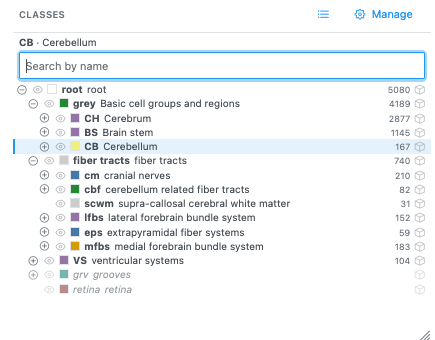 CLASSES Manage
CB · Cerebellum
Search by name
root root 5080
grey Basic cell groups and regions 4189
CH Cerebrum 2877
BS Brain stem 1145
CB Cerebellum 167
fiber tracts fiber tracts 740
cm cranial nerves 210
cbf cerebellum related fiber tracts 82
scwm supra-callosal cerebral white matter 31
lfbs lateral forebrain bundle system 152
eps extrapyramidal fiber systems 59
mfbs medial forebrain bundle system 183
VS ventricular systems 104
grv grooves
retina retina